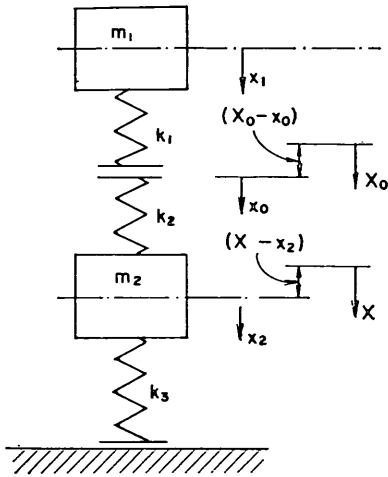 m₁
x₁
(X₀-x₀)
k₁
X₀
x₀
k₂
(X -x₂)
m₂
X
x₂
k₃